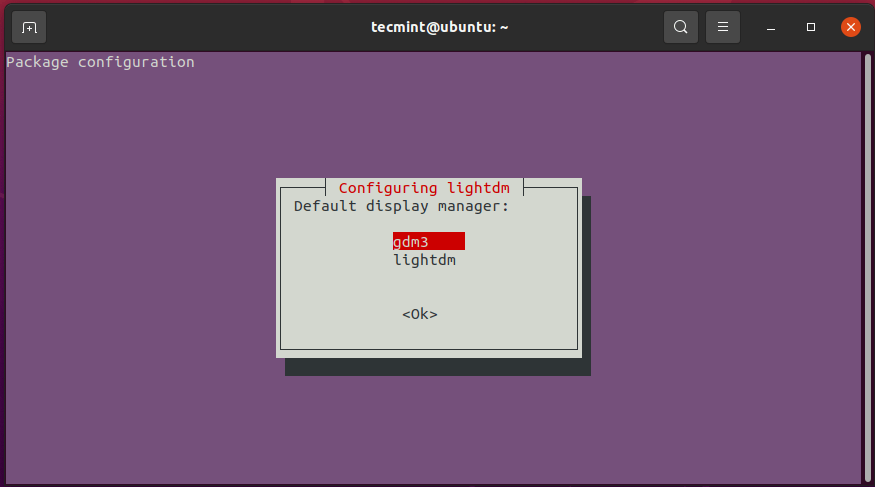 tecmint@ubuntu: ~
Package configuration
Configuring lightdm
Default display manager:
gdm3
lightdm
<Ok>